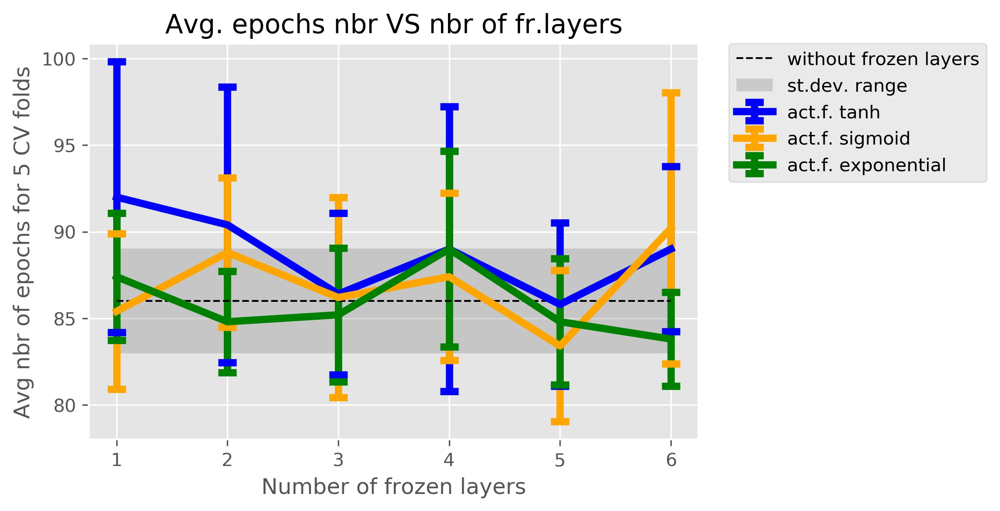 Avg. epochs nbr VS nbr of fr.layers
Avg nbr of epochs for 5 CV folds
100
95
90
85
80
1 2 3 4 5 6
Number of frozen layers
without frozen layers
st.dev. range
act.f. tanh
act.f. sigmoid
act.f. exponential